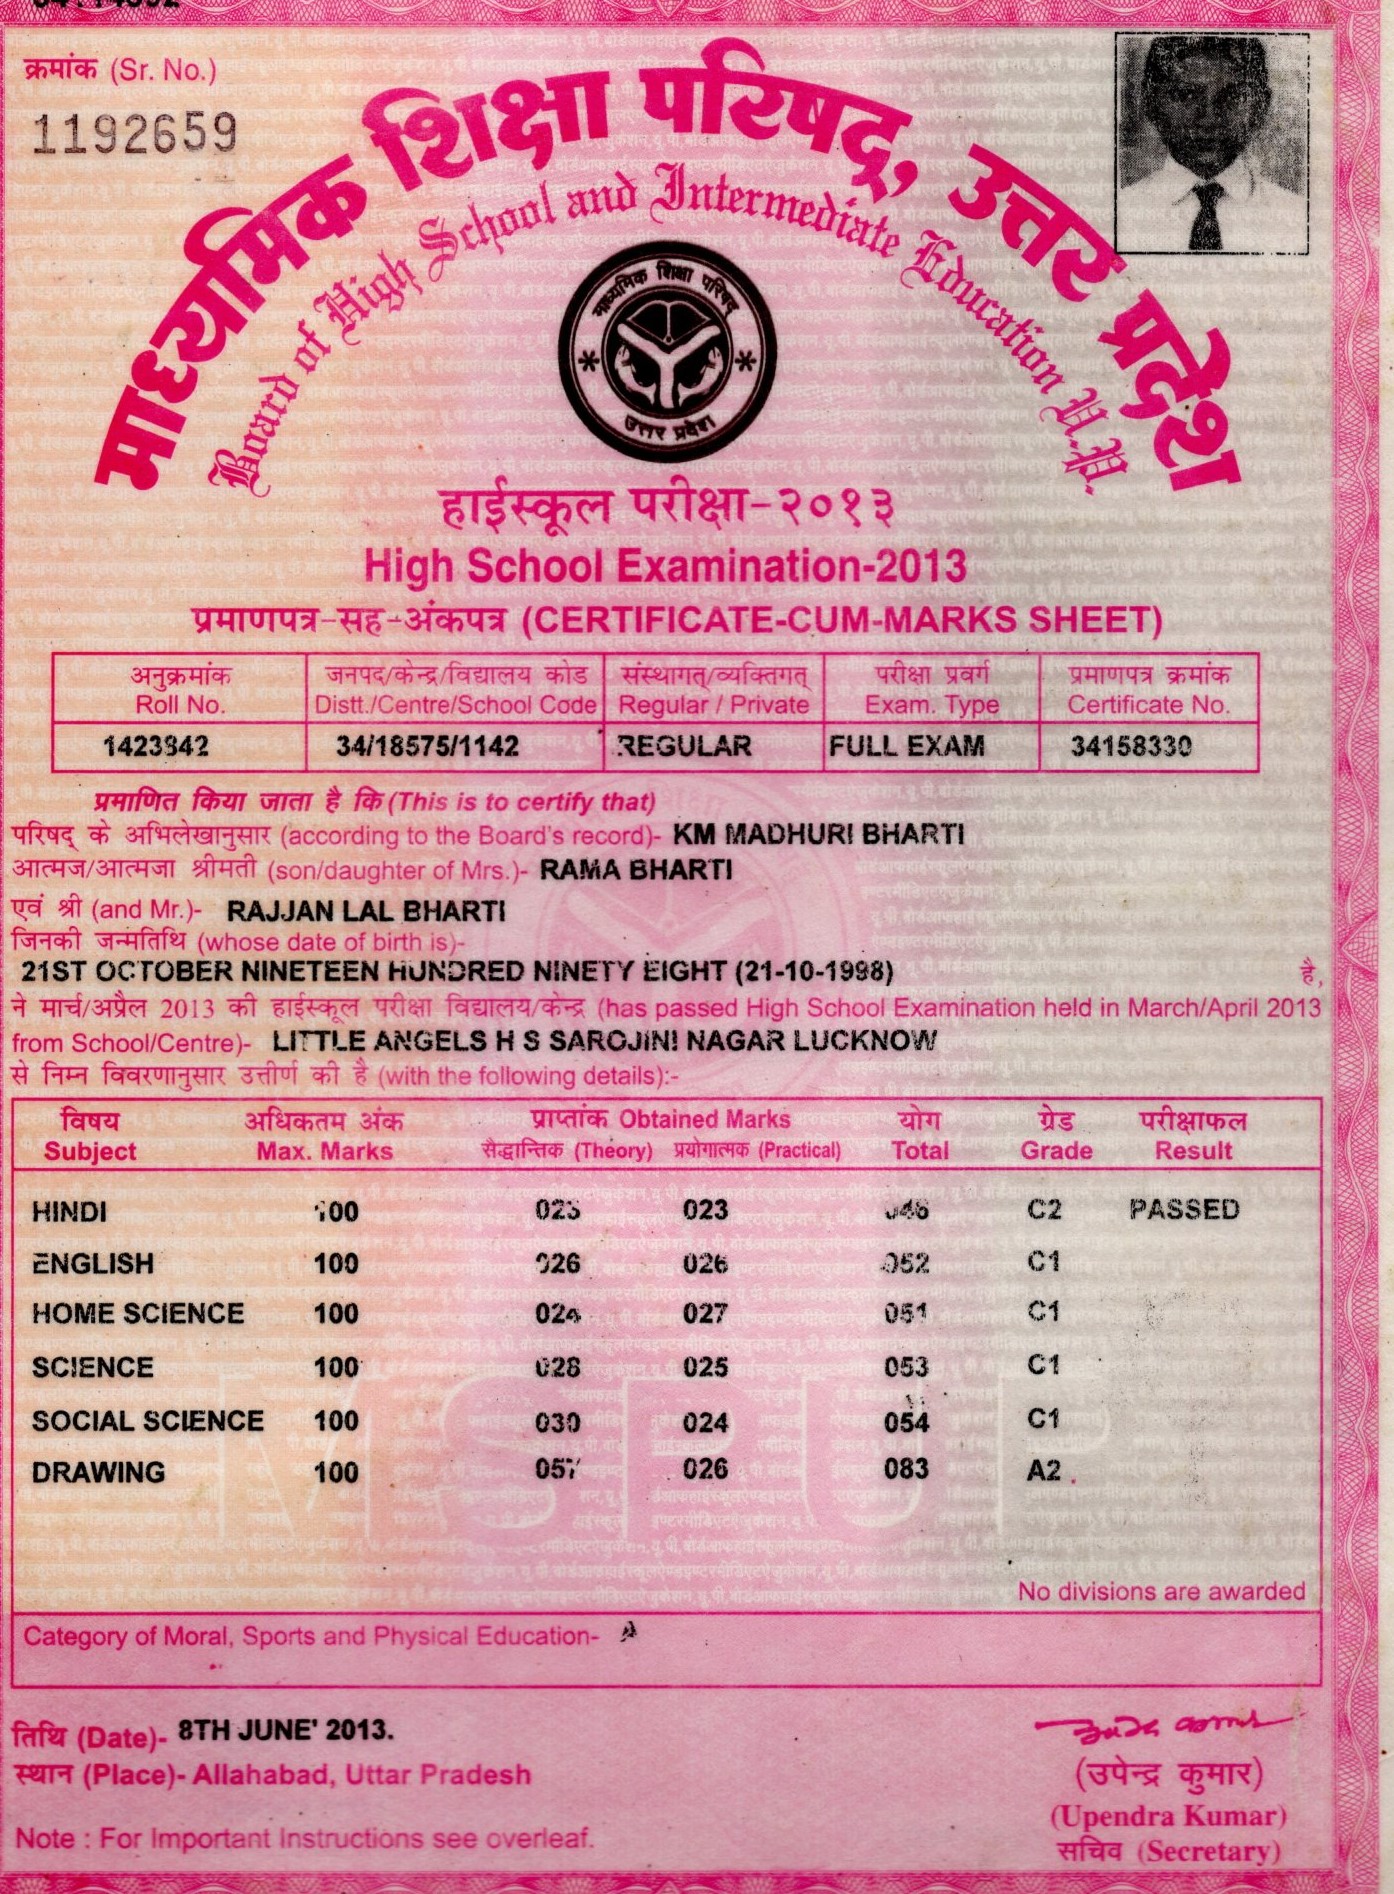 क्रमांक (Sr. No.)
1192659
माध्यमिक शिक्षा परिषद्, उत्तर प्रदेश
Board of High School and Intermediate Education U.P.
माध्यमिक शिक्षा परिषद्
उत्तर प्रदेश
हाईस्कूल परीक्षा-२०१३
High School Examination-2013
प्रमाणपत्र-सह-अंकपत्र (CERTIFICATE-CUM-MARKS SHEET)
अनुक्रमांक जनपद/केन्द्र/विद्यालय कोड संस्थागत्/व्यक्तिगत् परीक्षा प्रवर्ग प्रमाणपत्र क्रमांक
Roll No. Distt./Centre/School Code Regular / Private Exam. Type Certificate No.
1423842 34/18575/1142 REGULAR FULL EXAM 34158330
प्रमाणित किया जाता है कि (This is to certify that)
परिषद् के अभिलेखानुसार (according to the Board's record)- KM MADHURI BHARTI
आत्मज/आत्मजा श्रीमती (son/daughter of Mrs.)- RAMA BHARTI
एवं श्री (and Mr.)- RAJJAN LAL BHARTI
जिनकी जन्मतिथि (whose date of birth is)-
21ST OCTOBER NINETEEN HUNDRED NINETY EIGHT (21-10-1998) है,
ने मार्च/अप्रैल 2013 की हाईस्कूल परीक्षा विद्यालय/केन्द्र (has passed High School Examination held in March/April 2013
from School/Centre)- LITTLE ANGELS H S SAROJINI NAGAR LUCKNOW
से निम्न विवरणानुसार उत्तीर्ण की है (with the following details):-
विषय अधिकतम अंक प्राप्तांक Obtained Marks योग ग्रेड परीक्षाफल
Subject Max. Marks सैद्धान्तिक (Theory) प्रयोगात्मक (Practical) Total Grade Result
HINDI 100 023 023 046 C2 PASSED
ENGLISH 100 026 026 052 C1
HOME SCIENCE 100 024 027 051 C1
SCIENCE 100 028 025 053 C1
SOCIAL SCIENCE 100 030 024 054 C1
DRAWING 100 057 026 083 A2
No divisions are awarded
Category of Moral, Sports and Physical Education- A
तिथि (Date)- 8TH JUNE' 2013.
स्थान (Place)- Allahabad, Uttar Pradesh
(उपेन्द्र कुमार)
(Upendra Kumar)
सचिव (Secretary)
Note : For Important Instructions see overleaf.